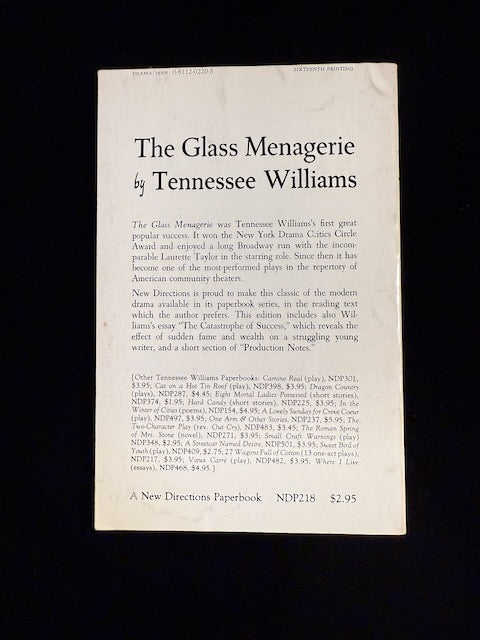 DRAMA/ISBN: 0-8112-0220-8 SIXTEENTH PRINTING
The Glass Menagerie
by Tennessee Williams
The Glass Menagerie was Tennessee Williams's first great
popular success. It won the New York Drama Critics Circle
Award and enjoyed a long Broadway run with the incom-
parable Laurette Taylor in the starring role. Since then it has
become one of the most-performed plays in the repertory of
American community theaters.
New Directions is proud to make this classic of the modern
drama available in its paperbook series, in the reading text
which the author prefers. This edition includes also Wil-
liams's essay "The Catastrophe of Success," which reveals the
effect of sudden fame and wealth on a struggling young
writer, and a short section of "Production Notes."
[Other Tennessee Williams Paperbooks: Camino Real (play), NDP301,
$3.95; Cat on a Hot Tin Roof (play), NDP398, $3.95; Dragon Country
(plays), NDP287, $4.45; Eight Mortal Ladies Possessed (short stories),
NDP374, $1.95; Hard Candy (short stories), NDP225, $3.95; In the
Winter of Cities (poems), NDP154, $4.95; A Lovely Sunday for Creve Coeur
(play), NDP497, $3.95; One Arm & Other Stories, NDP237, $5.95; The
Two-Character Play (rev. Out Cry), NDP483, $3.45; The Roman Spring
of Mrs. Stone (novel), NDP271, $3.95; Small Craft Warnings (play)
NDP348, $2.95; A Streetcar Named Desire, NDP501, $3.95; Sweet Bird of
Youth (play), NDP409, $2.75; 27 Wagons Full of Cotton (13 one-act plays),
NDP217, $3.95; Vieux Carré (play), NDP482, $3.95; Where I Live
(essays), NDP468, $4.95.]
A New Directions Paperbook NDP218 $2.95